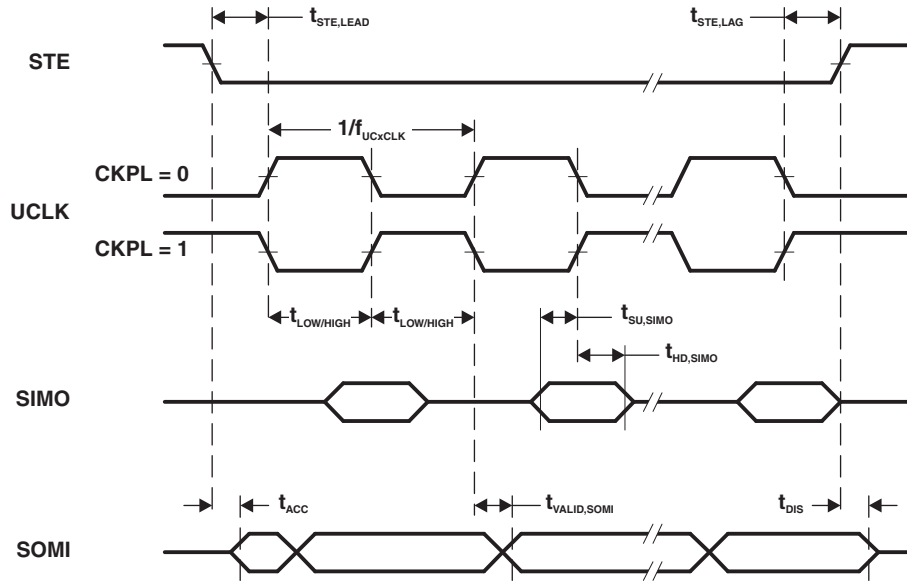 t_STE,LEAD
t_STE,LAG
STE
1/f_UCxCLK
CKPL = 0
UCLK
CKPL = 1
t_LOW/HIGH
t_LOW/HIGH
t_SU,SIMO
t_HD,SIMO
SIMO
t_ACC
t_VALID,SOMI
t_DIS
SOMI